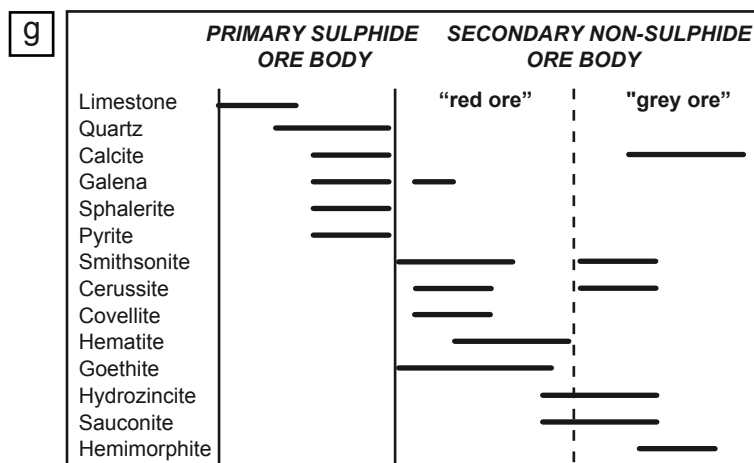 g
PRIMARY SULPHIDE
ORE BODY
SECONDARY NON-SULPHIDE
ORE BODY
“red ore”
"grey ore”
Limestone
Quartz
Calcite
Galena
Sphalerite
Pyrite
Smithsonite
Cerussite
Covellite
Hematite
Goethite
Hydrozincite
Sauconite
Hemimorphite